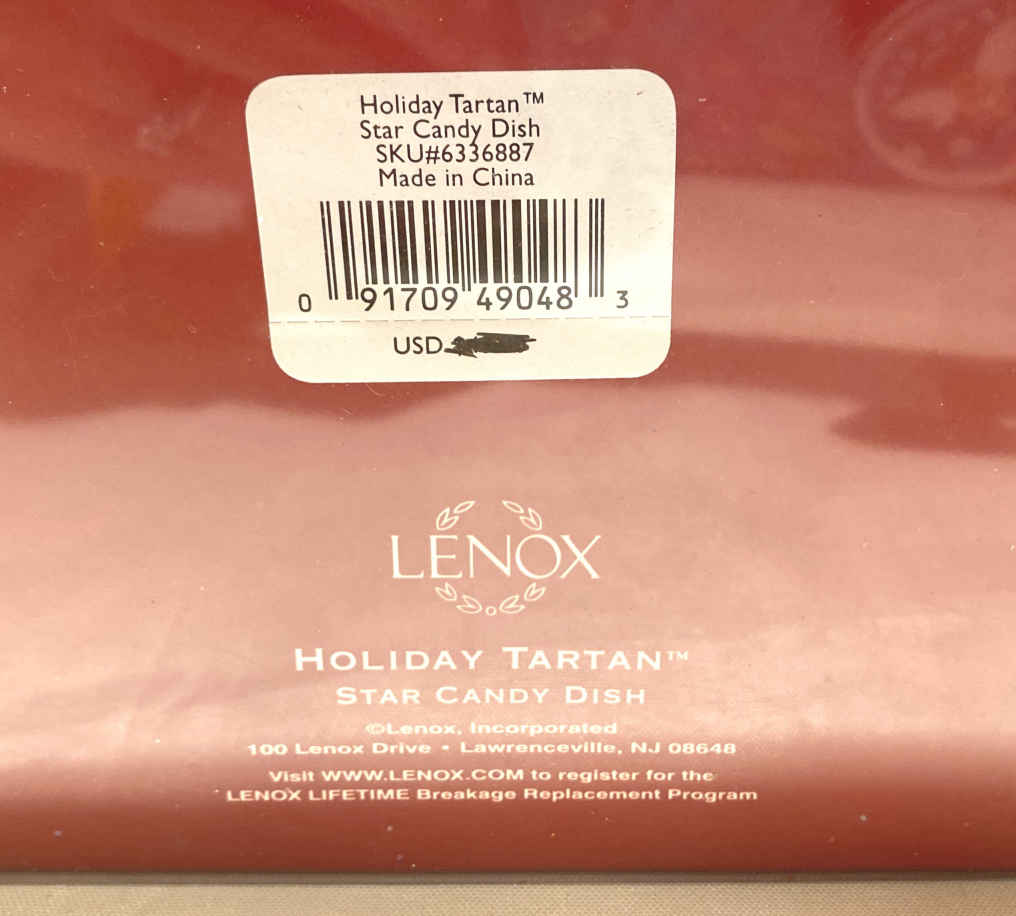 Holiday Tartan™
Star Candy Dish
SKU#6336887
Made in China
0 91709 49048 3
USD
LENOX
HOLIDAY TARTAN™
STAR CANDY DISH
©Lenox, Incorporated
100 Lenox Drive • Lawrenceville, NJ 08648
Visit WWW.LENOX.COM to register for the
LENOX LIFETIME Breakage Replacement Program